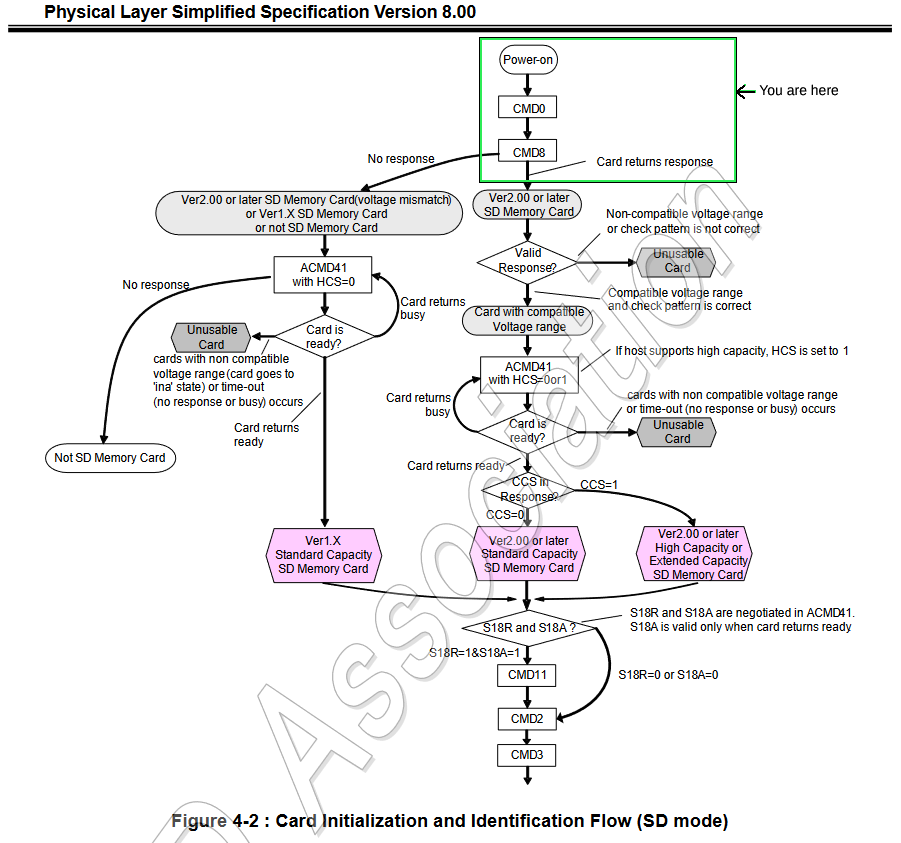 Physical Layer Simplified Specification Version 8.00
Power-on
You are here
CMD0
CMD8
No response
Card returns response
Ver2.00 or later SD Memory Card(voltage mismatch)
or Ver1.X SD Memory Card
or not SD Memory Card
Ver2.00 or later
SD Memory Card
Non-compatible voltage range
or check pattern is not correct
Valid
Response?
Unusable
Card
ACMD41
with HCS=0
No response
Card returns
busy
Compatible voltage range
and check pattern is correct
Card with compatible
Voltage range
Unusable
Card
Card is
ready?
cards with non compatible
voltage range(card goes to
'ina' state) or time-out
(no response or busy) occurs
Card returns
ready
Not SD Memory Card
ACMD41
with HCS=0or1
If host supports high capacity, HCS is set to 1
Card returns
busy
cards with non compatible voltage range
or time-out (no response or busy) occurs
Card is
ready?
Unusable
Card
Card returns ready
CCS in
Response?
CCS=1
CCS=0
Ver1.X
Standard Capacity
SD Memory Card
Ver2.00 or later
Standard Capacity
SD Memory Card
Ver2.00 or later
High Capacity or
Extended Capacity
SD Memory Card
S18R and S18A ?
S18R and S18A are negotiated in ACMD41.
S18A is valid only when card returns ready.
S18R=1&S18A=1
S18R=0 or S18A=0
CMD11
CMD2
CMD3
Figure 4-2 : Card Initialization and Identification Flow (SD mode)
D Association